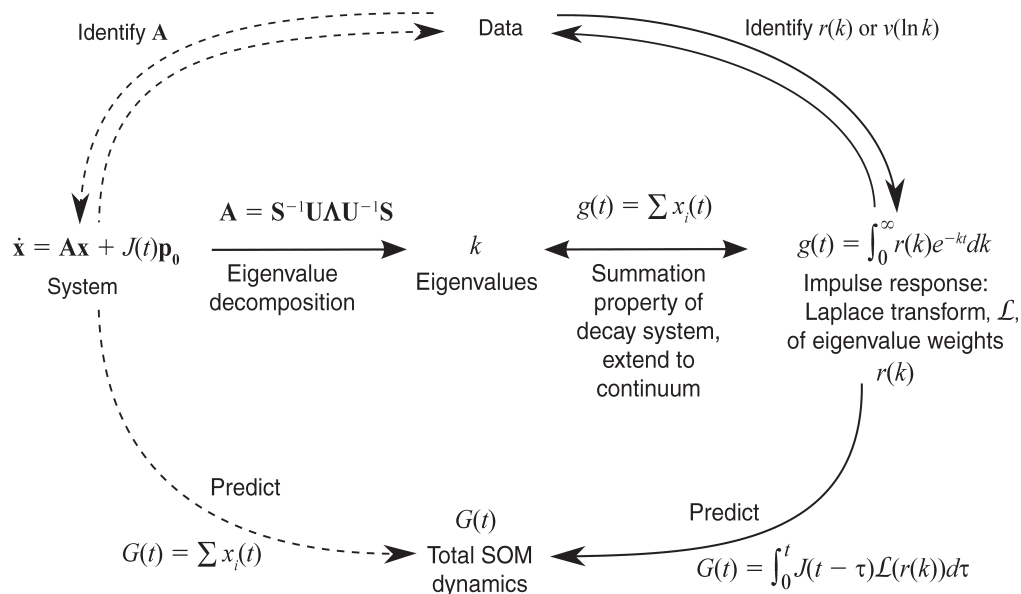 Identify A
Data
Identify r(k) or v(ln k)
ẋ = Ax + J(t)p₀
System
A = S⁻¹UΛU⁻¹S
Eigenvalue
decomposition
k
Eigenvalues
g(t) = ∑ xᵢ(t)
Summation
property of
decay system,
extend to
continuum
g(t) = ∫₀^∞ r(k)e^{−kt}dk
Impulse response:
Laplace transform, ℒ,
of eigenvalue weights
r(k)
Predict
G(t) = ∑ xᵢ(t)
G(t)
Total SOM
dynamics
Predict
G(t) = ∫₀^t J(t − τ)ℒ(r(k))dτ